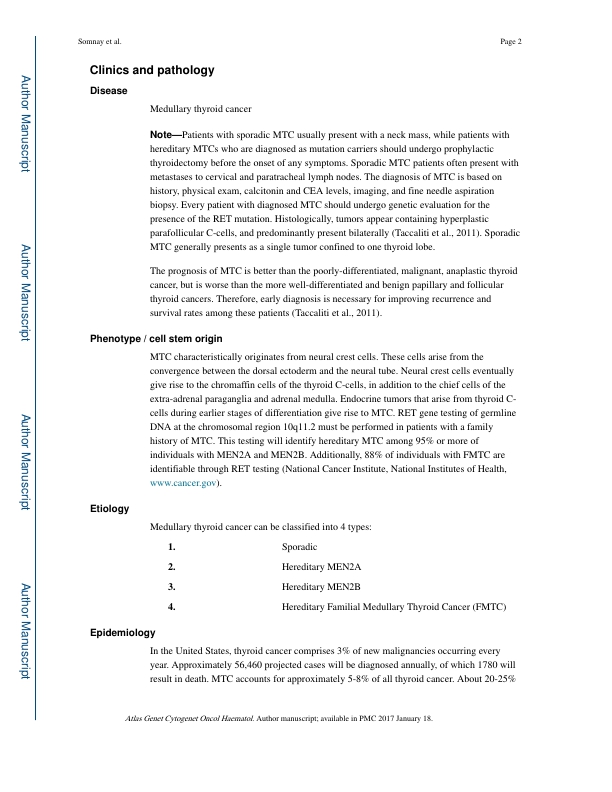 Somnay et al.
Page 2
Clinics and pathology
Disease
Medullary thyroid cancer
Note—Patients with sporadic MTC usually present with a neck mass, while patients with
hereditary MTCs who are diagnosed as mutation carriers should undergo prophylactic
thyroidectomy before the onset of any symptoms. Sporadic MTC patients often present with
metastases to cervical and paratracheal lymph nodes. The diagnosis of MTC is based on
history, physical exam, calcitonin and CEA levels, imaging, and fine needle aspiration
biopsy. Every patient with diagnosed MTC should undergo genetic evaluation for the
presence of the RET mutation. Histologically, tumors appear containing hyperplastic
parafollicular C-cells, and predominantly present bilaterally (Taccaliti et al., 2011). Sporadic
MTC generally presents as a single tumor confined to one thyroid lobe.
The prognosis of MTC is better than the poorly-differentiated, malignant, anaplastic thyroid
cancer, but is worse than the more well-differentiated and benign papillary and follicular
thyroid cancers. Therefore, early diagnosis is necessary for improving recurrence and
survival rates among these patients (Taccaliti et al., 2011).
Phenotype / cell stem origin
MTC characteristically originates from neural crest cells. These cells arise from the
convergence between the dorsal ectoderm and the neural tube. Neural crest cells eventually
give rise to the chromaffin cells of the thyroid C-cells, in addition to the chief cells of the
extra-adrenal paraganglia and adrenal medulla. Endocrine tumors that arise from thyroid C-
cells during earlier stages of differentiation give rise to MTC. RET gene testing of germline
DNA at the chromosomal region 10q11.2 must be performed in patients with a family
history of MTC. This testing will identify hereditary MTC among 95% or more of
individuals with MEN2A and MEN2B. Additionally, 88% of individuals with FMTC are
identifiable through RET testing (National Cancer Institute, National Institutes of Health,
www.cancer.gov).
Etiology
Medullary thyroid cancer can be classified into 4 types:
1. Sporadic
2. Hereditary MEN2A
3. Hereditary MEN2B
4. Hereditary Familial Medullary Thyroid Cancer (FMTC)
Epidemiology
In the United States, thyroid cancer comprises 3% of new malignancies occurring every
year. Approximately 56,460 projected cases will be diagnosed annually, of which 1780 will
result in death. MTC accounts for approximately 5-8% of all thyroid cancer. About 20-25%
Atlas Genet Cytogenet Oncol Haematol. Author manuscript; available in PMC 2017 January 18.
Author Manuscript
Author Manuscript
Author Manuscript
Author Manuscript